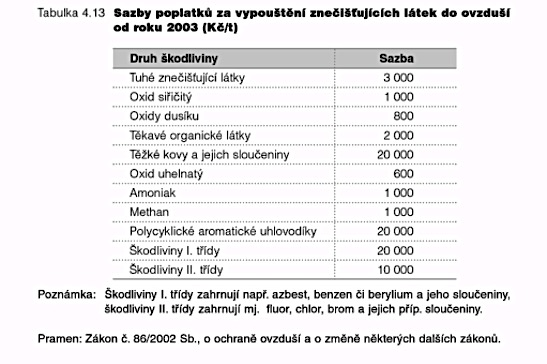 Tabulka 4.13 Sazby poplatků za vypouštění znečišťujících látek do ovzduší
od roku 2003 (Kč/t)
Druh škodliviny Sazba
Tuhé znečišťující látky 3 000
Oxid siřičitý 1 000
Oxidy dusíku 800
Těkavé organické látky 2 000
Těžké kovy a jejich sloučeniny 20 000
Oxid uhelnatý 600
Amoniak 1 000
Methan 1 000
Polycyklické aromatické uhlovodíky 20 000
Škodliviny I. třídy 20 000
Škodliviny II. třídy 10 000
Poznámka: Škodliviny I. třídy zahrnují např. azbest, benzen či berylium a jeho sloučeniny,
škodliviny II. třídy zahrnují mj. fluor, chlor, brom a jejich příp. sloučeniny.
Pramen: Zákon č. 86/2002 Sb., o ochraně ovzduší a o změně některých dalších zákonů.